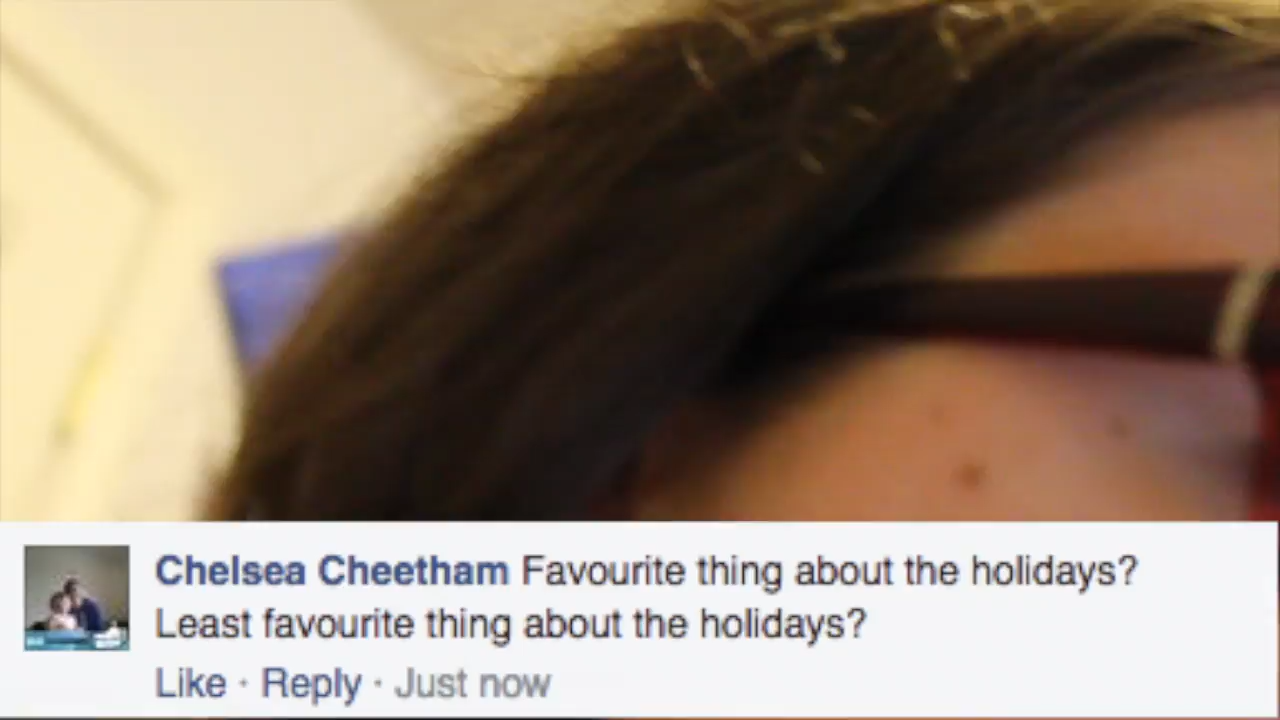 Chelsea Cheetham Favourite thing about the holidays?
Least favourite thing about the holidays?
Like · Reply · Just now